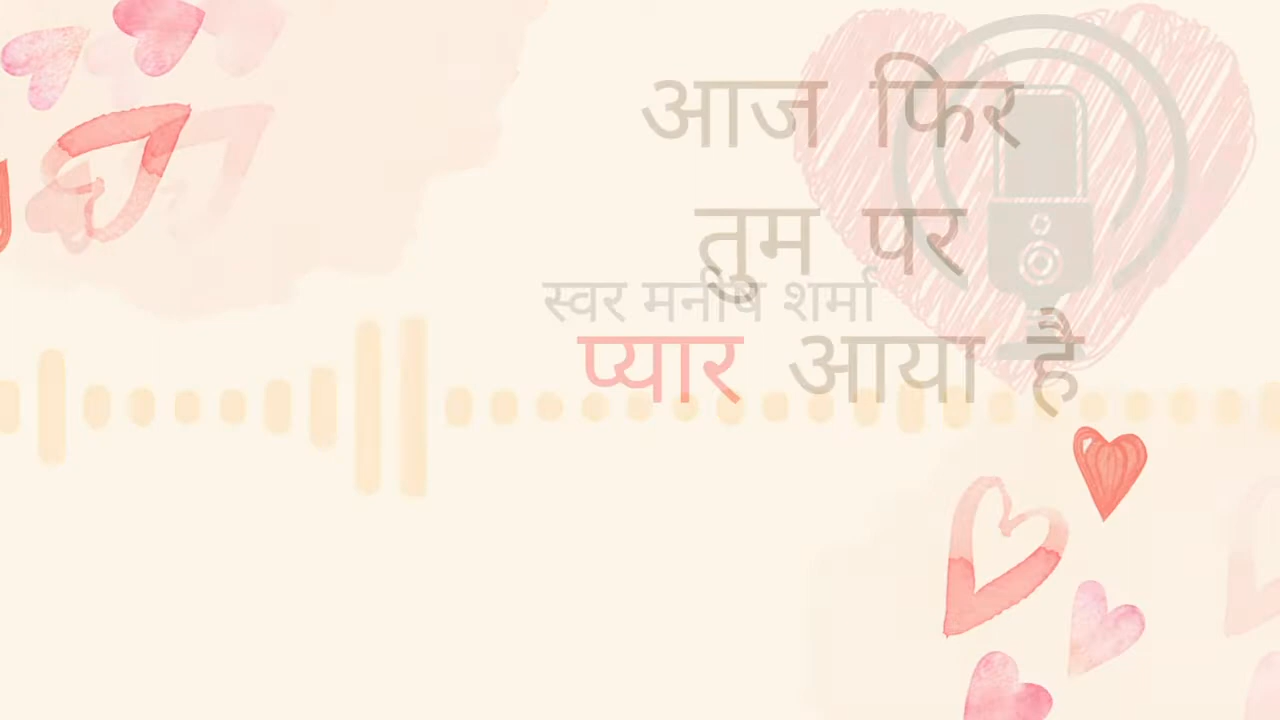 आज फिर
तुम पर
स्वर मनीष शर्मा
प्यार आया है